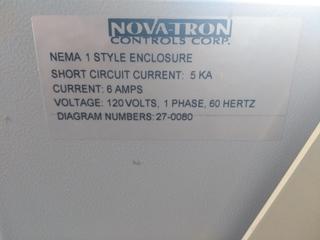 NOVA-TRON
CONTROLS CORP.
NEMA 1 STYLE ENCLOSURE
SHORT CIRCUIT CURRENT: 5 KA
CURRENT: 6 AMPS
VOLTAGE: 120 VOLTS, 1 PHASE, 60 HERTZ
DIAGRAM NUMBERS: 27-0080